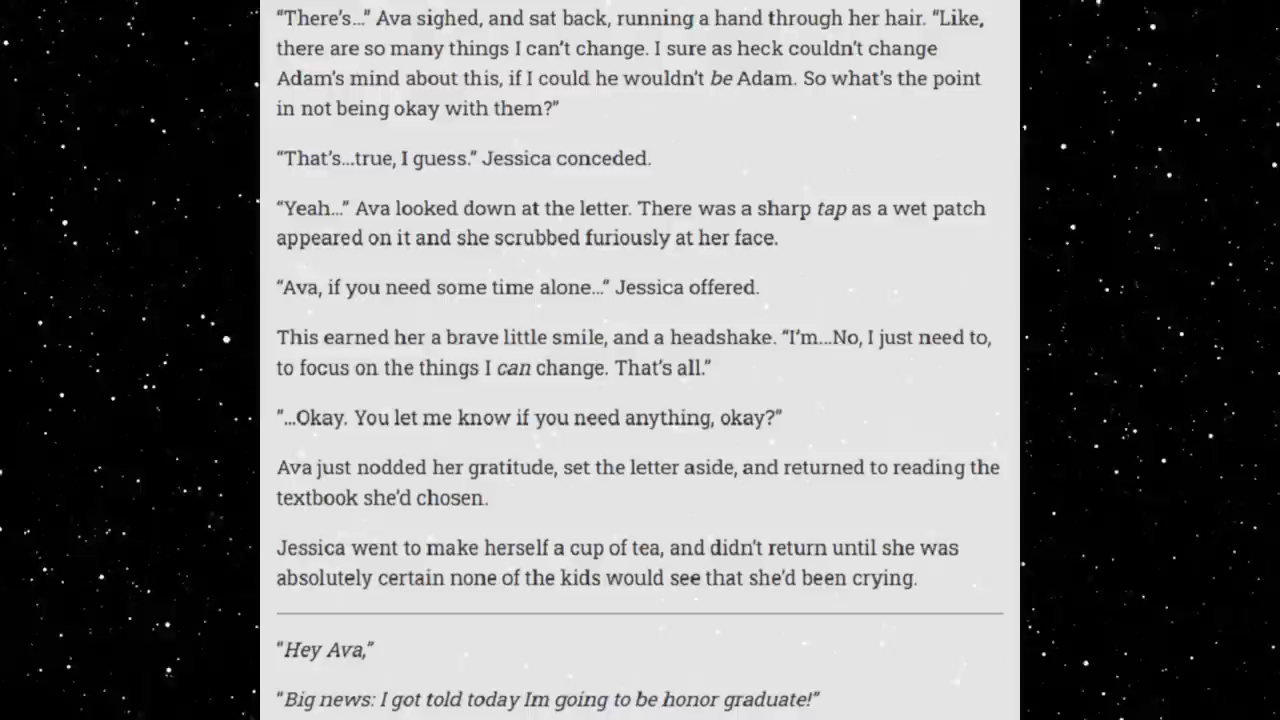 “There’s…” Ava sighed, and sat back, running a hand through her hair. “Like,
there are so many things I can’t change. I sure as heck couldn’t change
Adam’s mind about this, if I could he wouldn’t be Adam. So what’s the point
in not being okay with them?”
“That’s…true, I guess.” Jessica conceded.
“Yeah…” Ava looked down at the letter. There was a sharp tap as a wet patch
appeared on it and she scrubbed furiously at her face.
“Ava, if you need some time alone…” Jessica offered.
This earned her a brave little smile, and a headshake. “I’m…No, I just need to,
to focus on the things I can change. That’s all.”
“…Okay. You let me know if you need anything, okay?”
Ava just nodded her gratitude, set the letter aside, and returned to reading the
textbook she’d chosen.
Jessica went to make herself a cup of tea, and didn’t return until she was
absolutely certain none of the kids would see that she’d been crying.
“Hey Ava,”
“Big news: I got told today Im going to be honor graduate!”